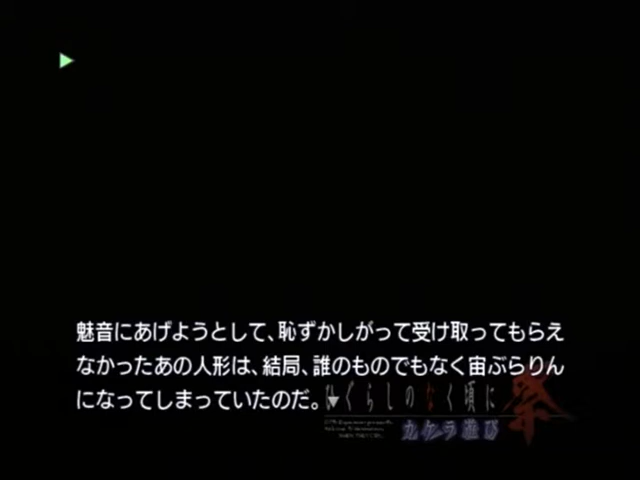 魅音にあげようとして、恥ずかしがって受け取ってもらえ
なかったあの人形は、結局、誰のものでもなく宙ぶらりん
になってしまっていたのだ。
ひぐらしのなく頃に 祭
カケラ遊び